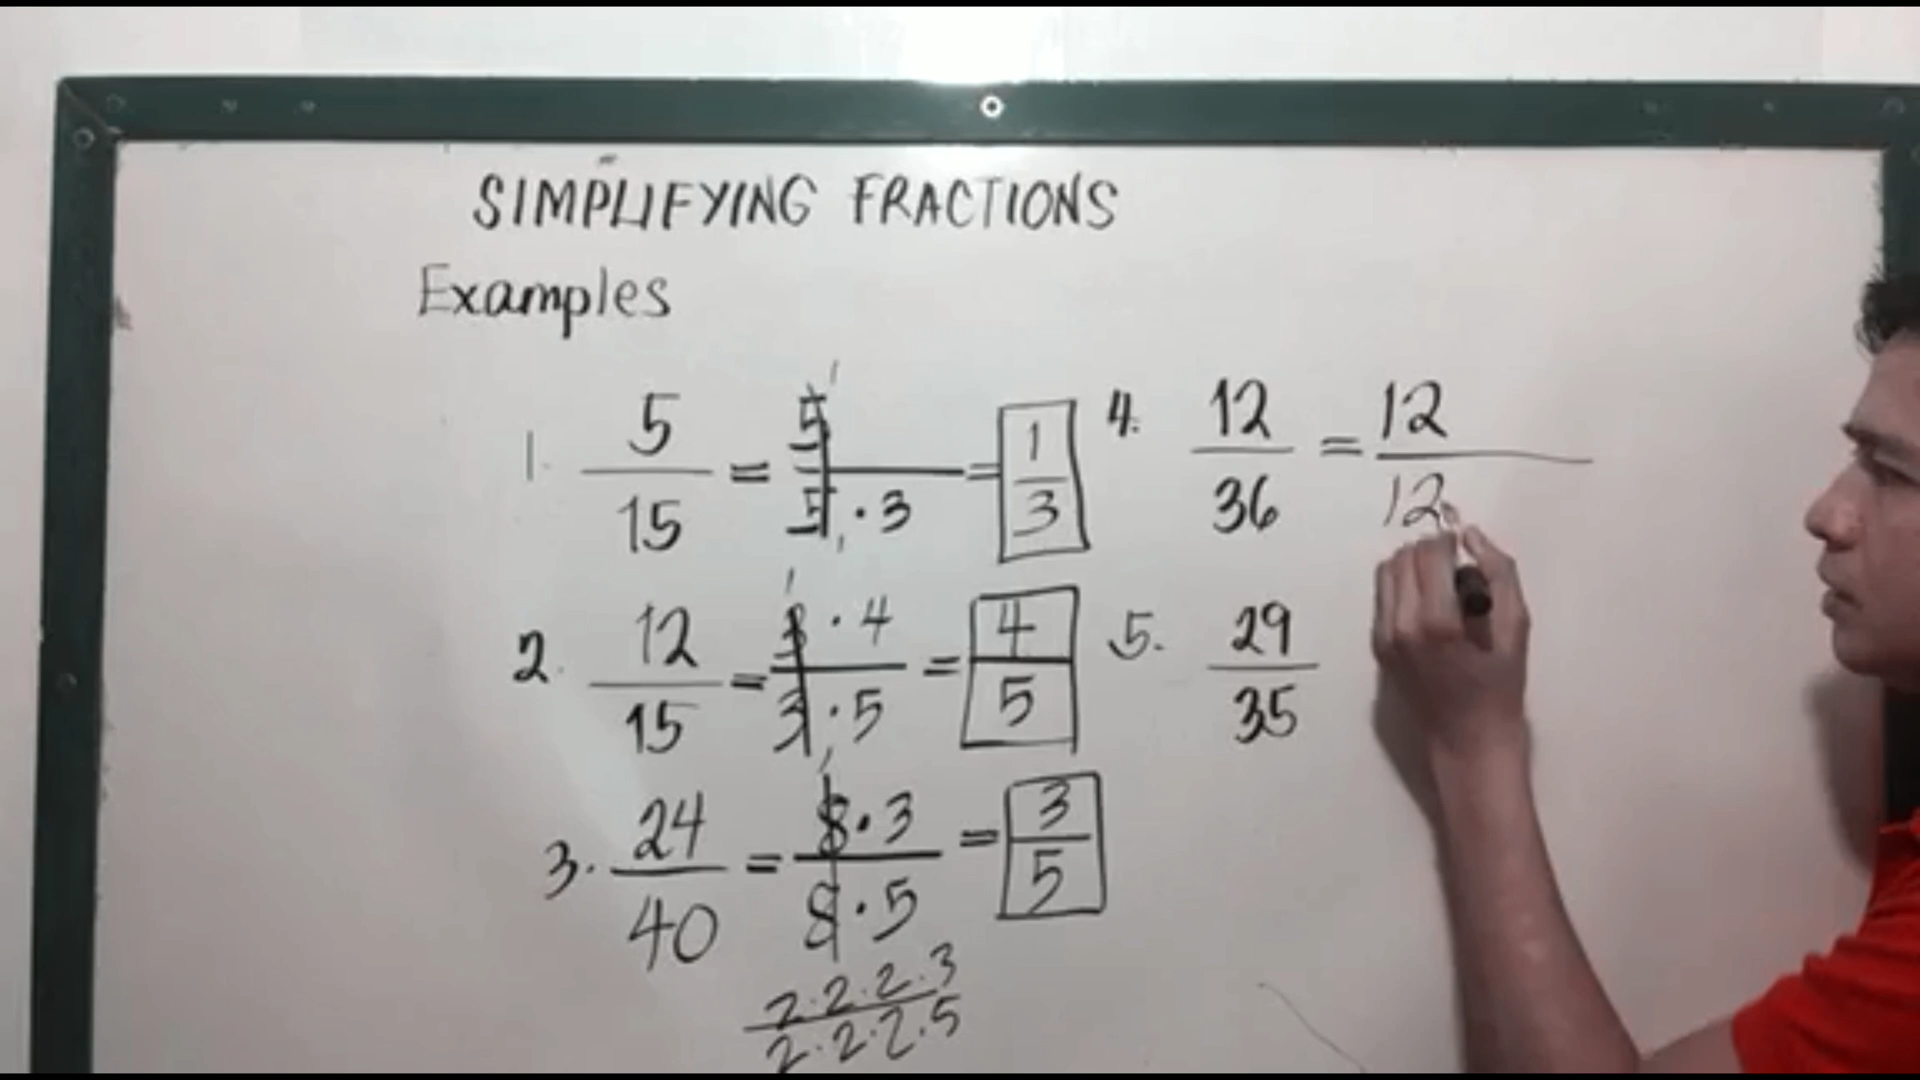 SIMPLIFYING FRACTIONS
Examples
1. 5/15 = 5/5·3 = 1/3
2. 12/15 = 3·4/3·5 = 4/5
3. 24/40 = 8·3/8·5 = 3/5
2·2·2·3/2·2·2·5
4. 12/36 = 12/12
5. 29/35